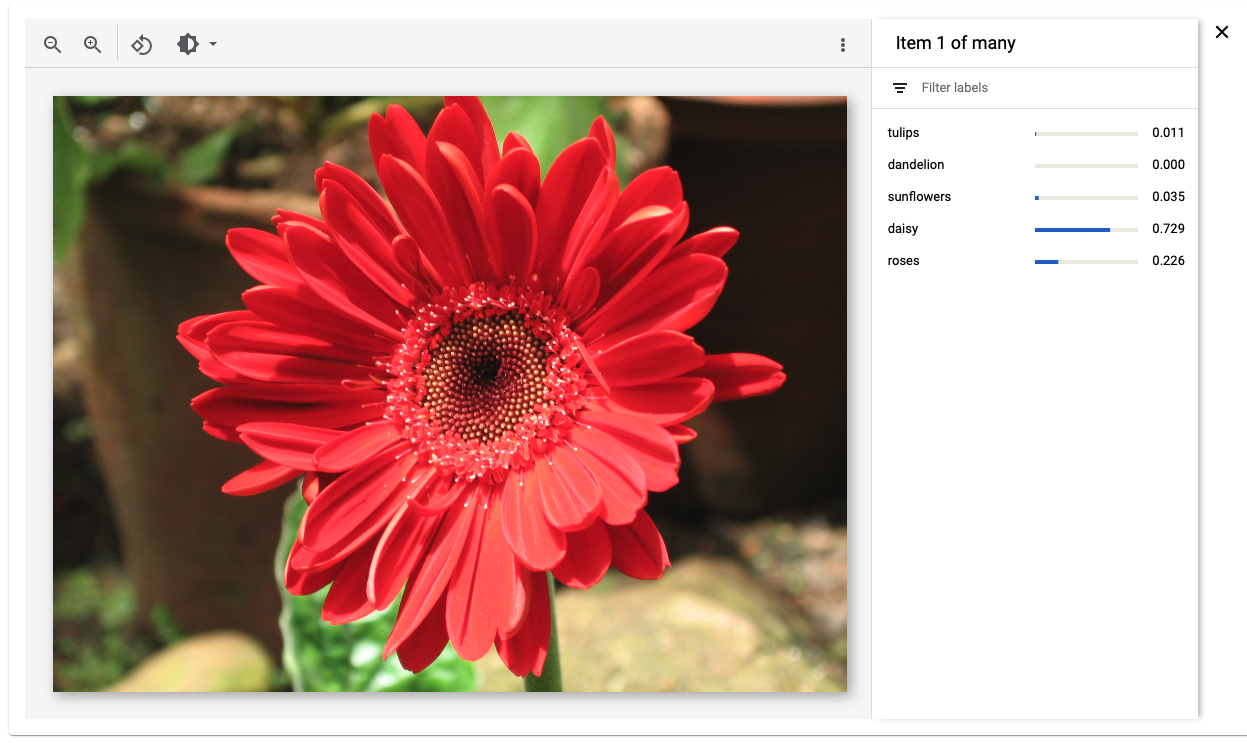 Item 1 of many
Filter labels
tulips 0.011
dandelion 0.000
sunflowers 0.035
daisy 0.729
roses 0.226